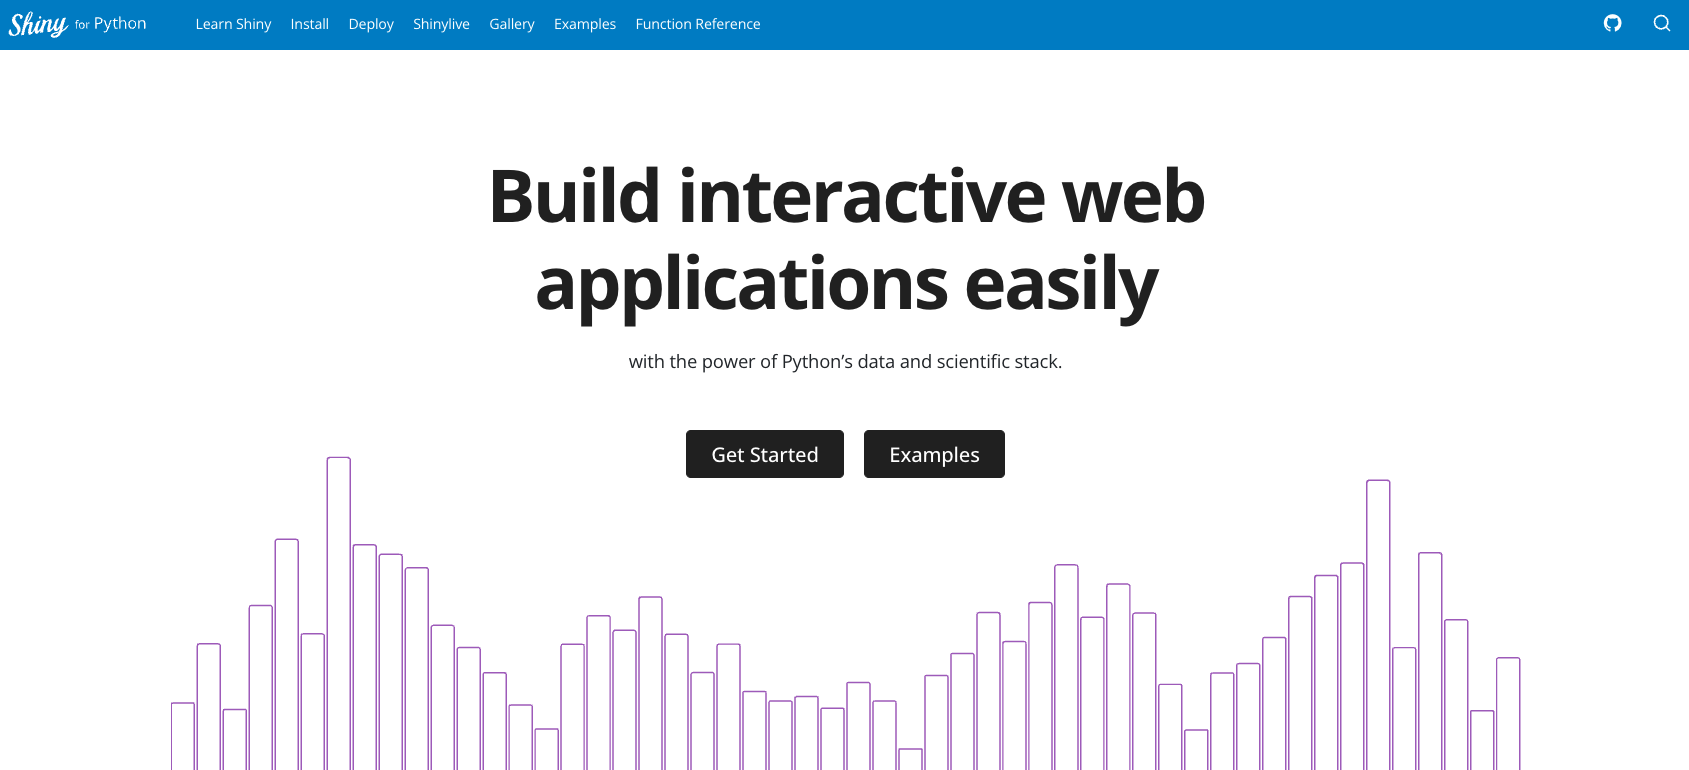 Shiny for Python Learn Shiny Install Deploy Shinylive Gallery Examples Function Reference
Build interactive web
applications easily
with the power of Python’s data and scientific stack.
Get Started Examples